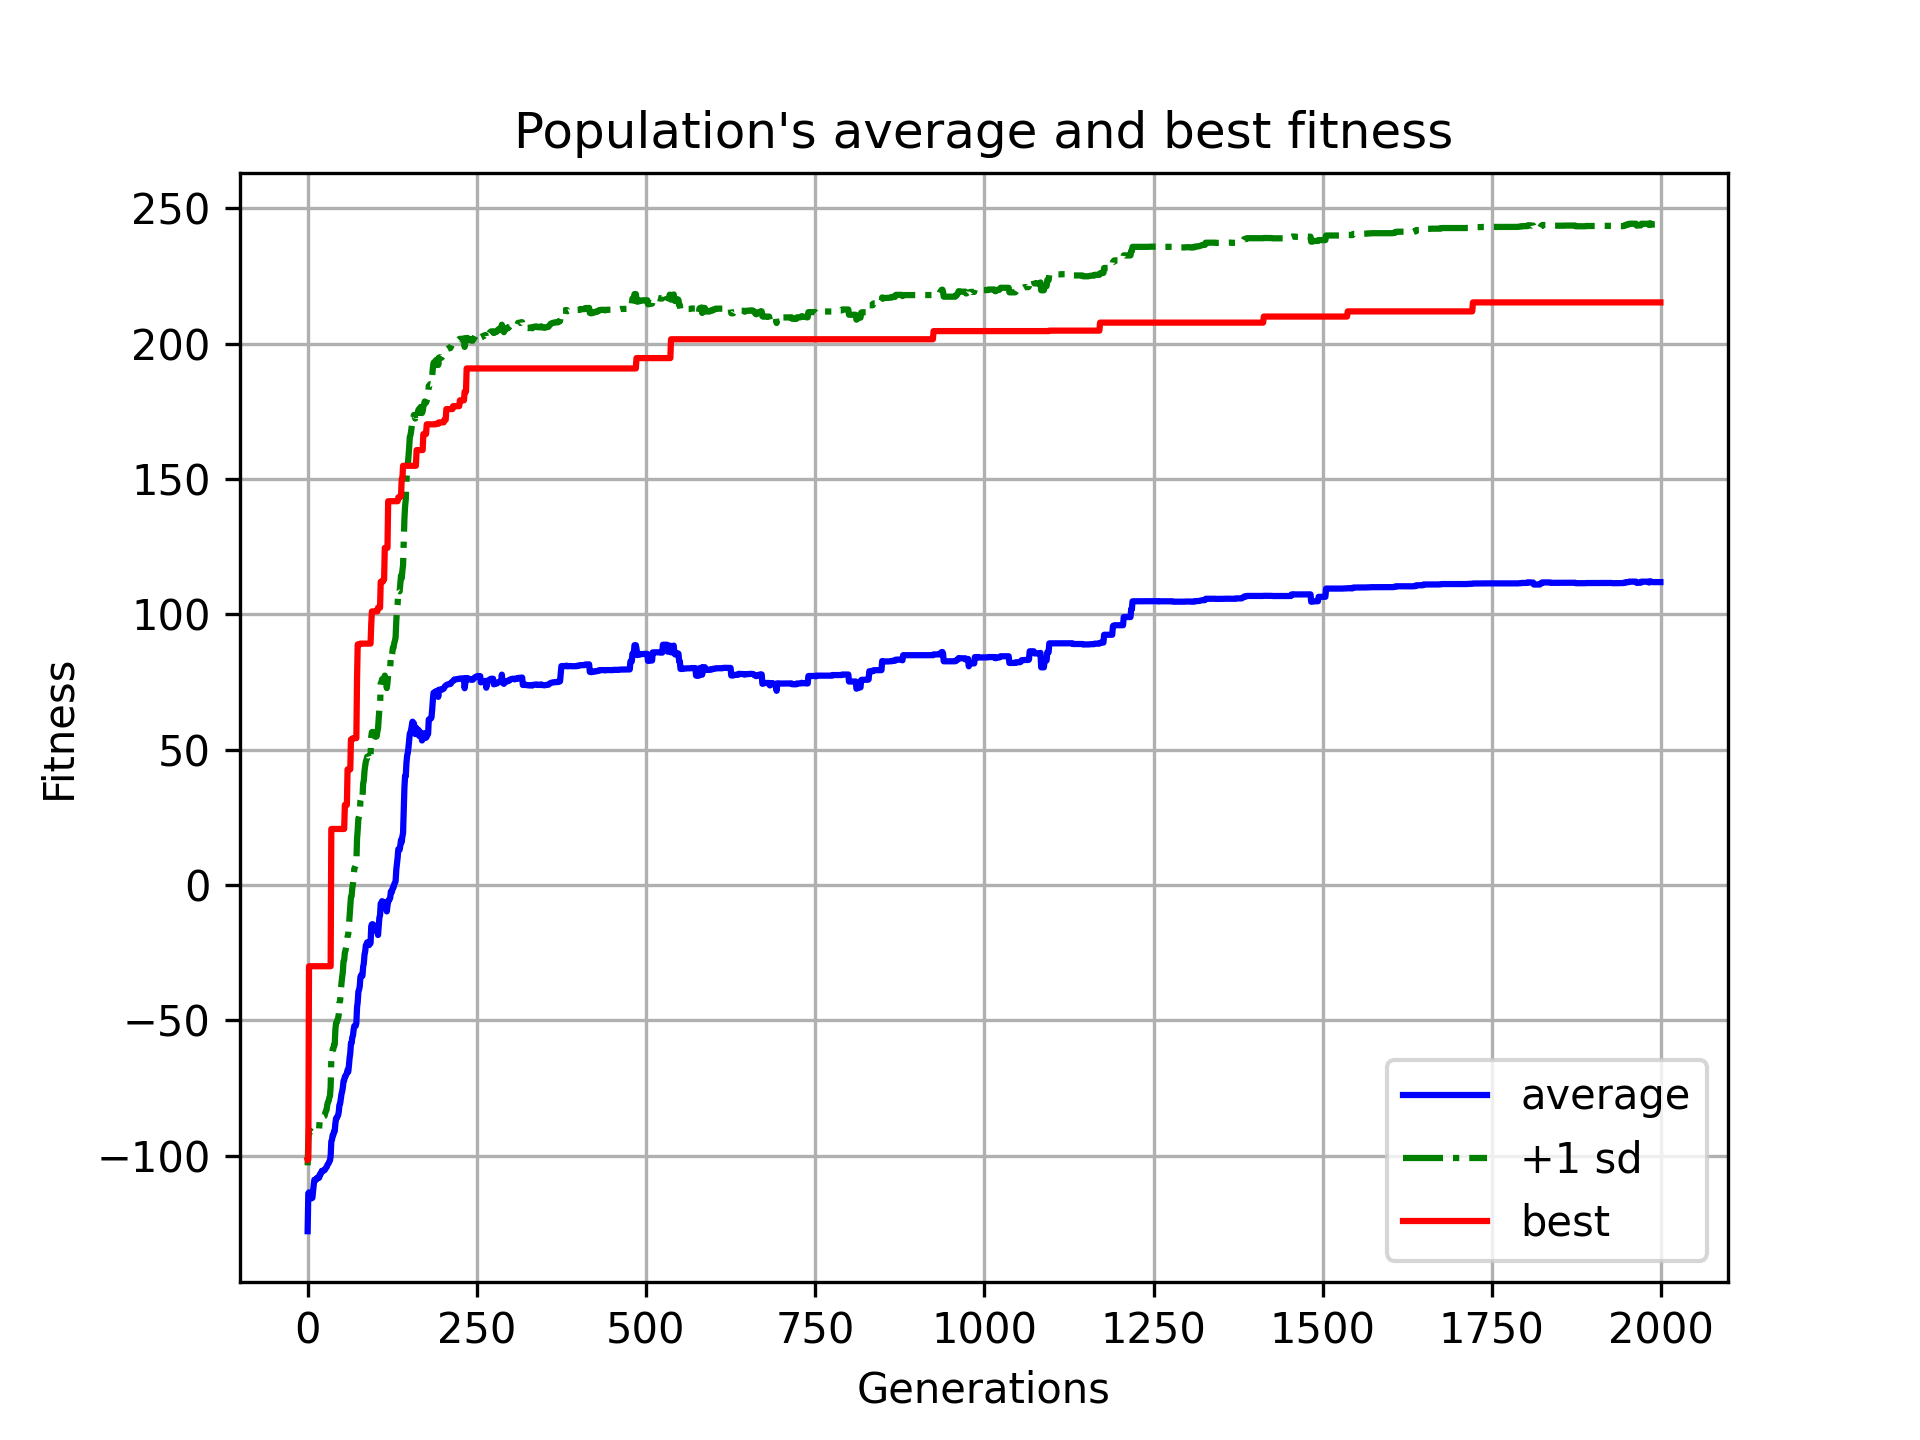 Population's average and best fitness
Fitness
250
200
150
100
50
0
−50
−100
0 250 500 750 1000 1250 1500 1750 2000
Generations
average
+1 sd
best